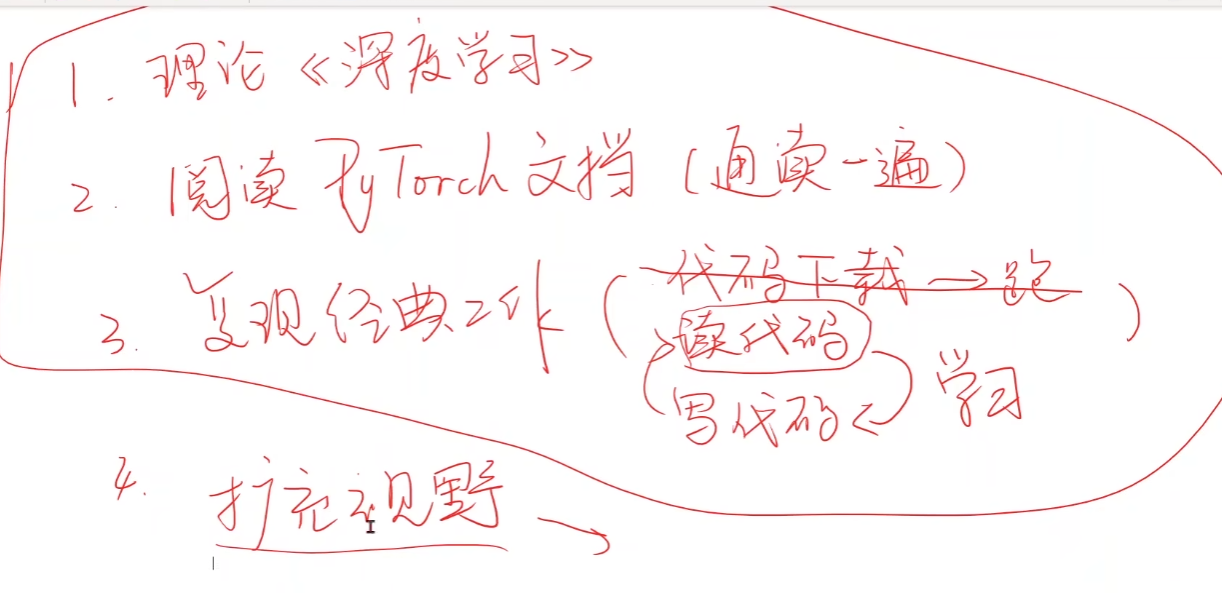 1. 理论《深度学习》
2. 阅读 PyTorch 文档 (通读一遍)
3. 复现经典工作 (代码下载 → 跑)
读代码
写代码 学习
4. 扩充视野 →